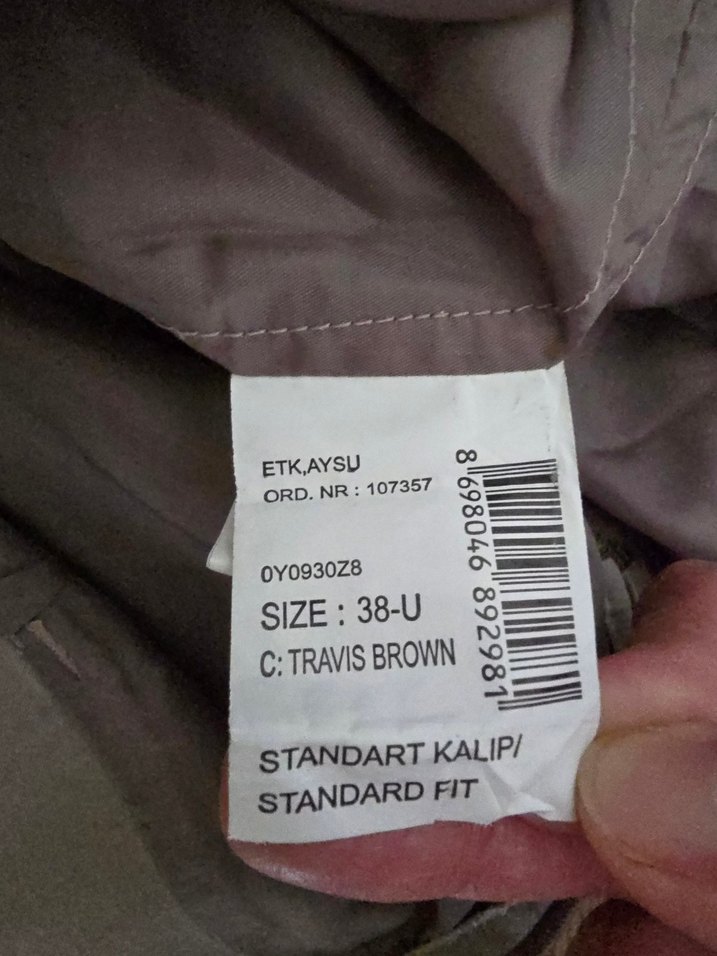 ETK,AYSU
ORD. NR : 107357
0Y0930Z8
SIZE : 38-U
C: TRAVIS BROWN
STANDART KALIP/
STANDARD FIT
8 698046 892981